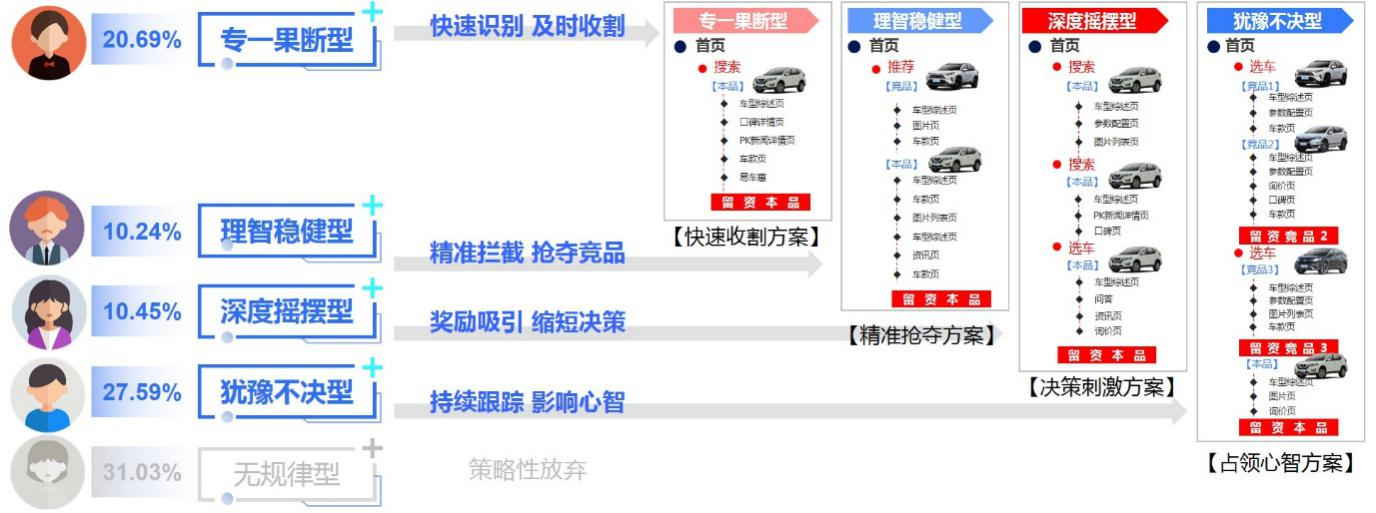 20.69%
专一果断型
快速识别 及时收割
10.24%
理智稳健型
精准拦截 抢夺竞品
10.45%
深度摇摆型
奖励吸引 缩短决策
27.59%
犹豫不决型
持续跟踪 影响心智
31.03%
无规律型
策略性放弃
专一果断型
首页
搜索
【本品】
车型综述页
口碑详情页
PK新闻详情页
车款页
易车惠
留资本品
【快速收割方案】
理智稳健型
首页
推荐
【竞品】
车型综述页
图片页
车款页
【本品】
车型综述页
车款页
图片列表页
车型综述页
资讯页
车款页
留资本品
【精准抢夺方案】
深度摇摆型
首页
搜索
【本品】
车型综述页
参数配置页
图片列表页
搜索
【本品】
车型综述页
PK新闻详情页
口碑页
选车
【本品】
车型综述页
问答
资讯页
询价页
留资本品
【决策刺激方案】
犹豫不决型
首页
选车
【竞品1】
车型综述页
参数配置页
车款页
【竞品2】
车型综述页
参数配置页
询价页
口碑页
车款页
留资竞品2
选车
【竞品3】
车型综述页
参数配置页
图片列表页
车款页
留资竞品3
【本品】
车型综述页
图片页
询价页
留资本品
【占领心智方案】